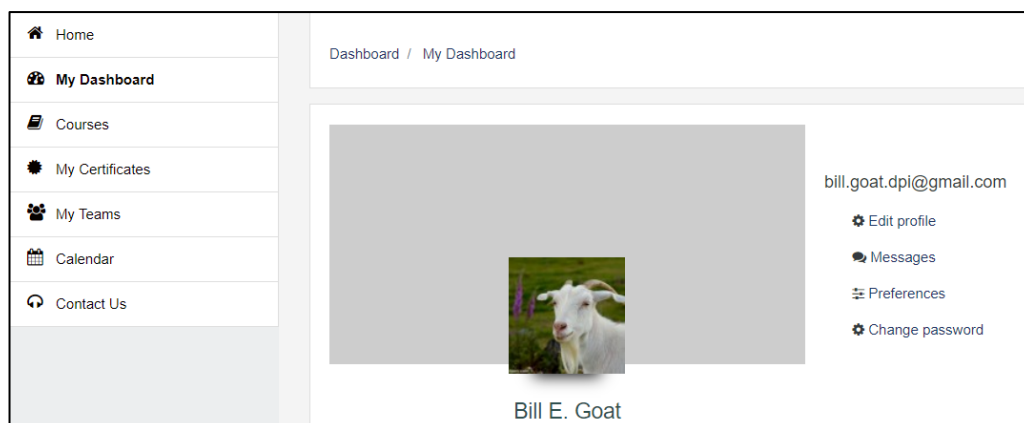 Home
My Dashboard
Courses
My Certificates
My Teams
Calendar
Contact Us
Dashboard / My Dashboard
bill.goat.dpi@gmail.com
Edit profile
Messages
Preferences
Change password
Bill E. Goat